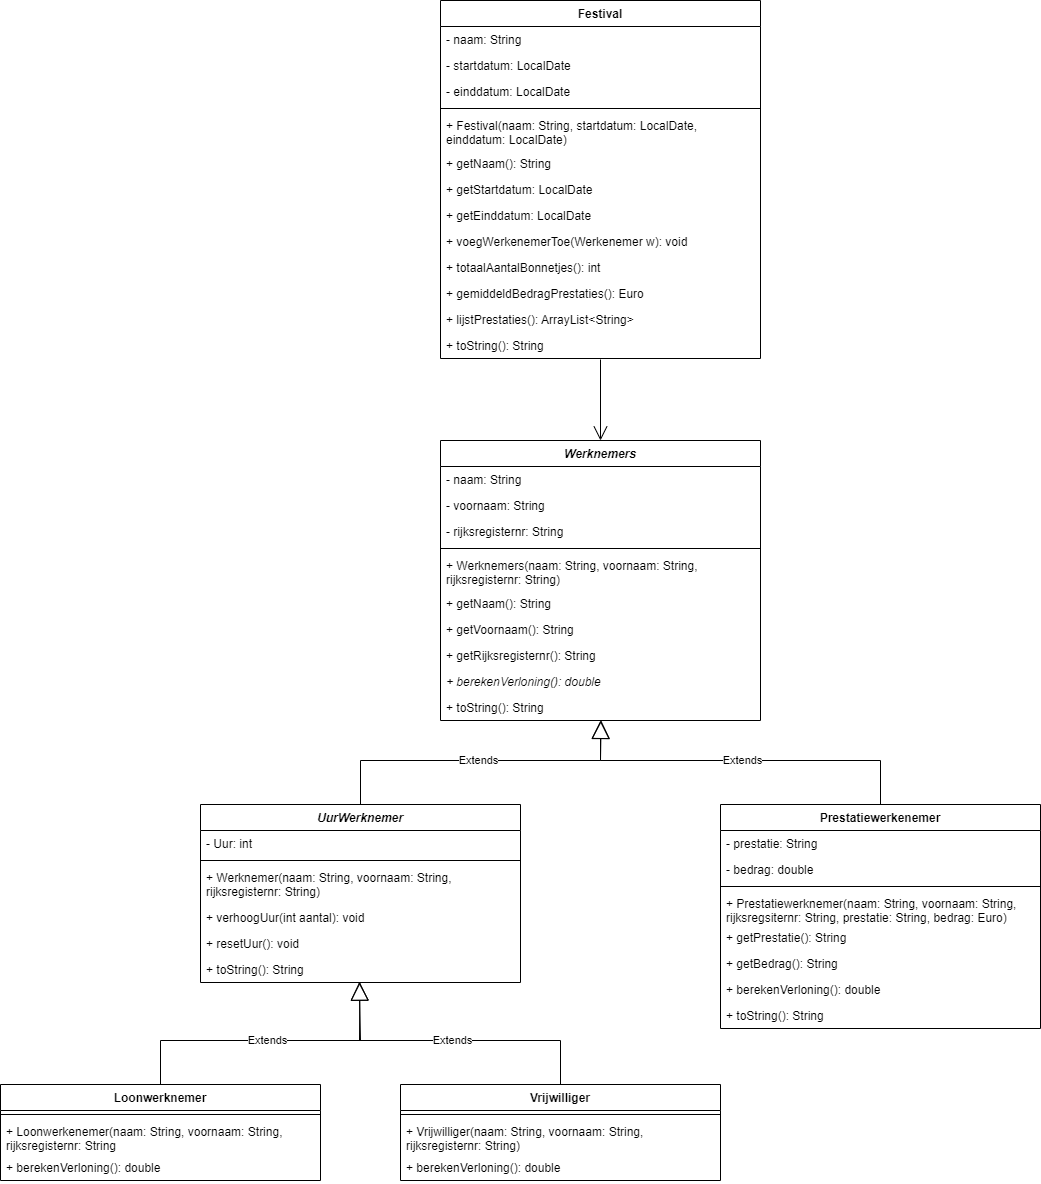 Festival
- naam: String
- startdatum: LocalDate
- einddatum: LocalDate
+ Festival(naam: String, startdatum: LocalDate,
einddatum: LocalDate)
+ getNaam(): String
+ getStartdatum: LocalDate
+ getEinddatum: LocalDate
+ voegWerkenemerToe(Werkenemer w): void
+ totaalAantalBonnetjes(): int
+ gemiddeldBedragPrestaties(): Euro
+ lijstPrestaties(): ArrayList<String>
+ toString(): String
Werknemers
- naam: String
- voornaam: String
- rijksregisternr: String
+ Werknemers(naam: String, voornaam: String,
rijksregisternr: String)
+ getNaam(): String
+ getVoornaam(): String
+ getRijksregisternr(): String
+ berekenVerloning(): double
+ toString(): String
Extends
Extends
UurWerknemer
- Uur: int
+ Werknemer(naam: String, voornaam: String,
rijksregisternr: String)
+ verhoogUur(int aantal): void
+ resetUur(): void
+ toString(): String
Prestatiewerkenemer
- prestatie: String
- bedrag: double
+ Prestatiewerknemer(naam: String, voornaam: String,
rijksregsiternr: String, prestatie: String, bedrag: Euro)
+ getPrestatie(): String
+ getBedrag(): String
+ berekenVerloning(): double
+ toString(): String
Extends
Extends
Loonwerknemer
+ Loonwerkenemer(naam: String, voornaam: String,
rijksregisternr: String
+ berekenVerloning(): double
Vrijwilliger
+ Vrijwilliger(naam: String, voornaam: String,
rijksregisternr: String)
+ berekenVerloning(): double